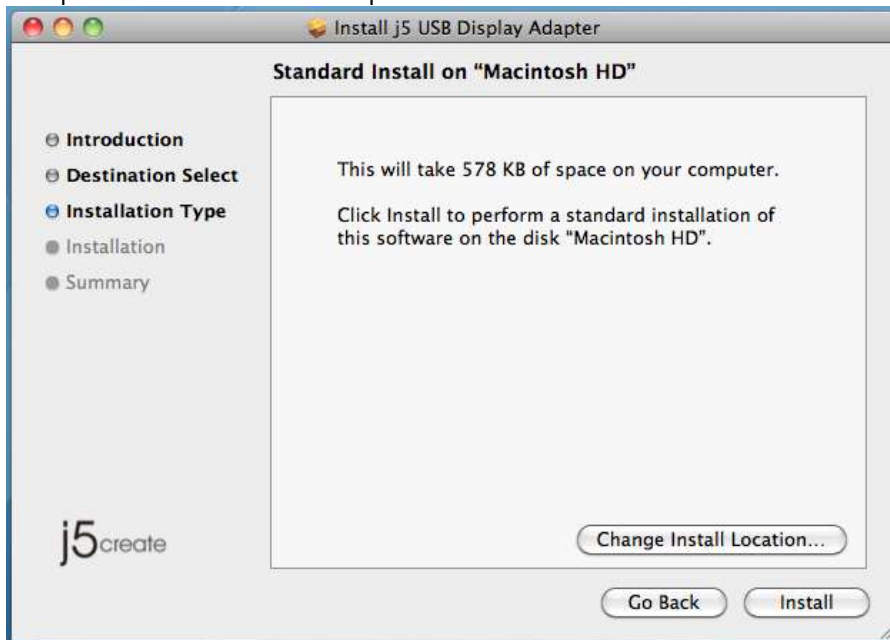 Install j5 USB Display Adapter
Standard Install on “Macintosh HD”
Introduction
Destination Select
Installation Type
Installation
Summary
This will take 578 KB of space on your computer.
Click Install to perform a standard installation of
this software on the disk “Macintosh HD”.
j5create
Change Install Location...
Go Back
Install